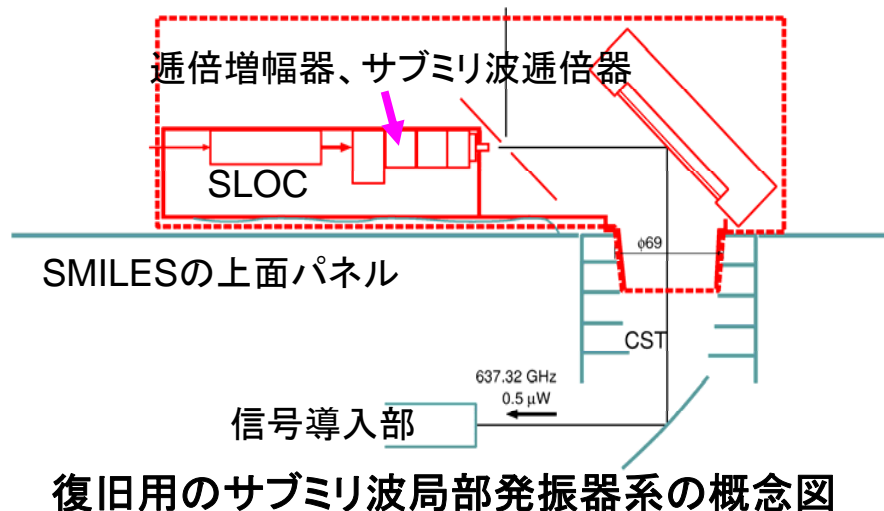 逓倍増幅器、サブミリ波逓倍器
SLOC
φ69
SMILESの上面パネル
CST
637.32 GHz
0.5 μW
信号導入部
復旧用のサブミリ波局部発振器系の概念図